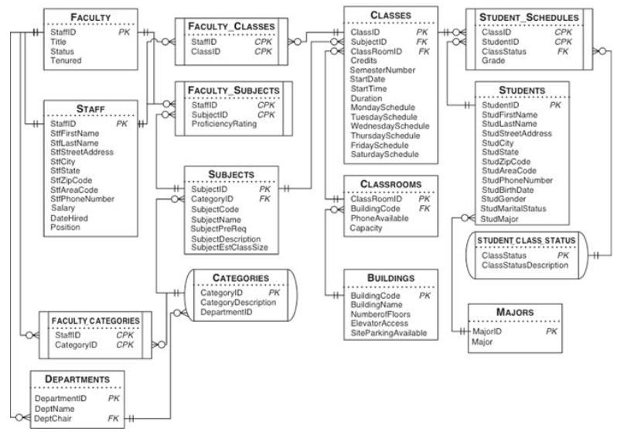 FACULTY
StaffID PK
Title
Status
Tenured
STAFF
StaffID PK
StfFirstName
StfLastName
StfStreetAddress
StfCity
StfState
StfZipCode
StfAreaCode
StfPhoneNumber
Salary
DateHired
Position
FACULTY CATEGORIES
StaffID CPK
CategoryID CPK
DEPARTMENTS
DepartmentID PK
DeptName
DeptChair FK
FACULTY_CLASSES
StaffID CPK
ClassID CPK
FACULTY_SUBJECTS
StaffID CPK
SubjectID CPK
ProficiencyRating
SUBJECTS
SubjectID PK
CategoryID FK
SubjectCode
SubjectName
SubjectPreReq
SubjectDescription
SubjectEstClassSize
CATEGORIES
CategoryID PK
CategoryDescription
DepartmentID
CLASSES
ClassID PK
SubjectID FK
ClassRoomID FK
Credits
SemesterNumber
StartDate
StartTime
Duration
MondaySchedule
TuesdaySchedule
WednesdaySchedule
ThursdaySchedule
FridaySchedule
SaturdaySchedule
CLASSROOMS
ClassRoomID PK
BuildingCode FK
PhoneAvailable
Capacity
BUILDINGS
BuildingCode PK
BuildingName
NumberofFloors
ElevatorAccess
SiteParkingAvailable
STUDENT_SCHEDULES
ClassID CPK
StudentID CPK
ClassStatus FK
Grade
STUDENTS
StudentID PK
StudFirstName
StudLastName
StudStreetAddress
StudCity
StudState
StudZipCode
StudAreaCode
StudPhoneNumber
StudBirthDate
StudGender
StudMaritalStatus
StudMajor
STUDENT CLASS STATUS
ClassStatus PK
ClassStatusDescription
MAJORS
MajorID PK
Major